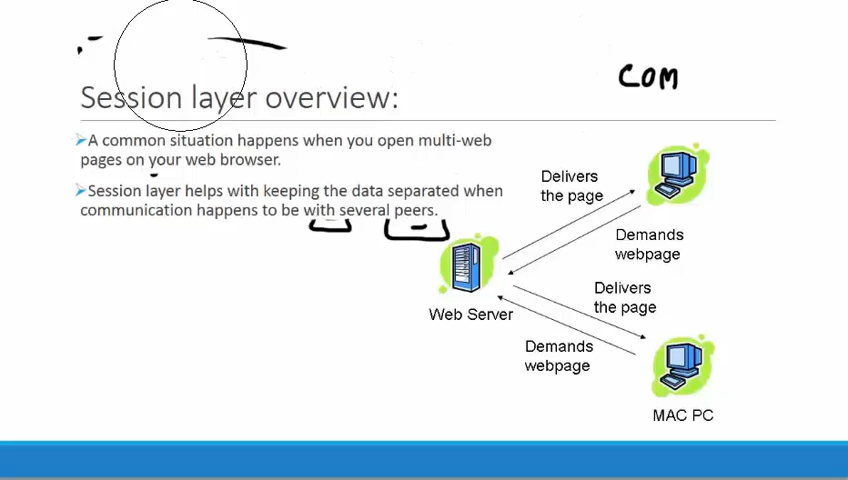 COM
Session layer overview:
A common situation happens when you open multi-web
pages on your web browser.
Session layer helps with keeping the data separated when
communication happens to be with several peers.
Delivers
the page
Demands
webpage
Web Server
Delivers
the page
Demands
webpage
MAC PC